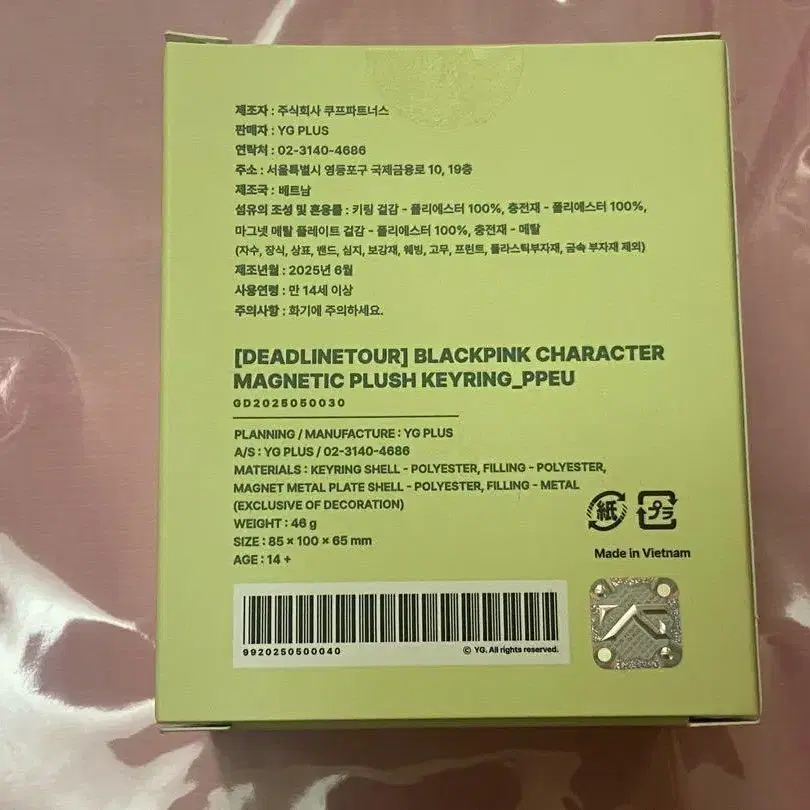 제조자 : 주식회사 쿠프파트너스
판매자 : YG PLUS
연락처 : 02-3140-4686
주소 : 서울특별시 영등포구 국제금융로 10, 19층
제조국 : 베트남
섬유의 조성 및 혼용률 : 키링 겉감 - 폴리에스터 100%, 충전재 - 폴리에스터 100%,
마그넷 메탈 플레이트 겉감 - 폴리에스터 100%, 충전재 - 메탈
(자수, 장식, 상표, 밴드, 심지, 보강재, 웨빙, 고무, 프린트, 플라스틱부자재, 금속 부자재 제외)
제조년월 : 2025년 6월
사용연령 : 만 14세 이상
주의사항 : 화기에 주의하세요.
[DEADLINETOUR] BLACKPINK CHARACTER
MAGNETIC PLUSH KEYRING_PPEU
GD2025050030
PLANNING / MANUFACTURE : YG PLUS
A/S : YG PLUS / 02-3140-4686
MATERIALS : KEYRING SHELL - POLYESTER, FILLING - POLYESTER,
MAGNET METAL PLATE SHELL - POLYESTER, FILLING - METAL
(EXCLUSIVE OF DECORATION)
WEIGHT : 46 g
SIZE : 85 × 100 × 65 mm
AGE : 14 +
紙 プラ
Made in Vietnam
YG
9920250500040
© YG. All rights reserved.